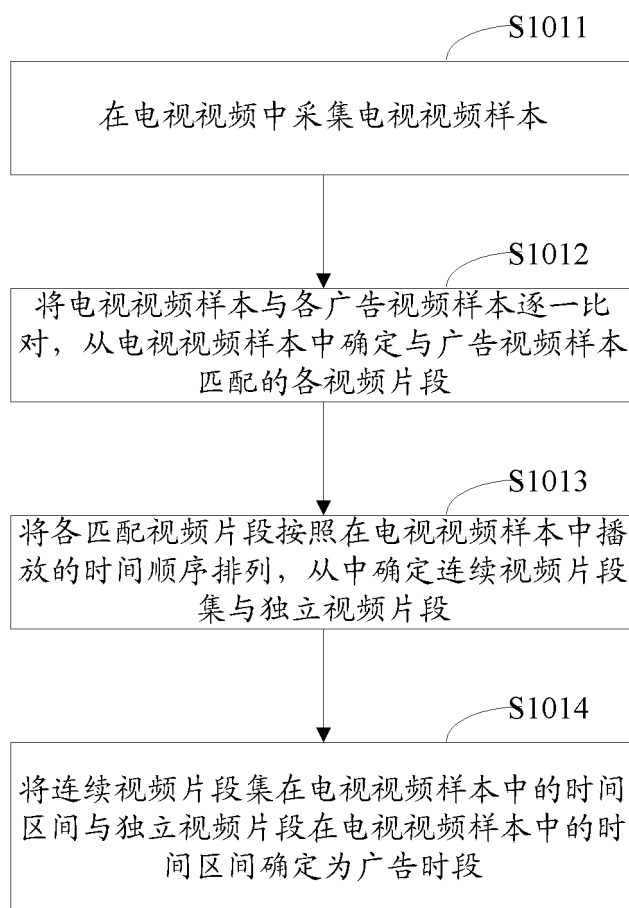 S1011
在电视视频中采集电视视频样本
S1012
将电视视频样本与各广告视频样本逐一比
对，从电视视频样本中确定与广告视频样本
匹配的各视频片段
S1013
将各匹配视频片段按照在电视视频样本中播
放的时间顺序排列，从中确定连续视频片段
集与独立视频片段
S1014
将连续视频片段集在电视视频样本中的时间
区间与独立视频片段在电视视频样本中的时
间区间确定为广告时段